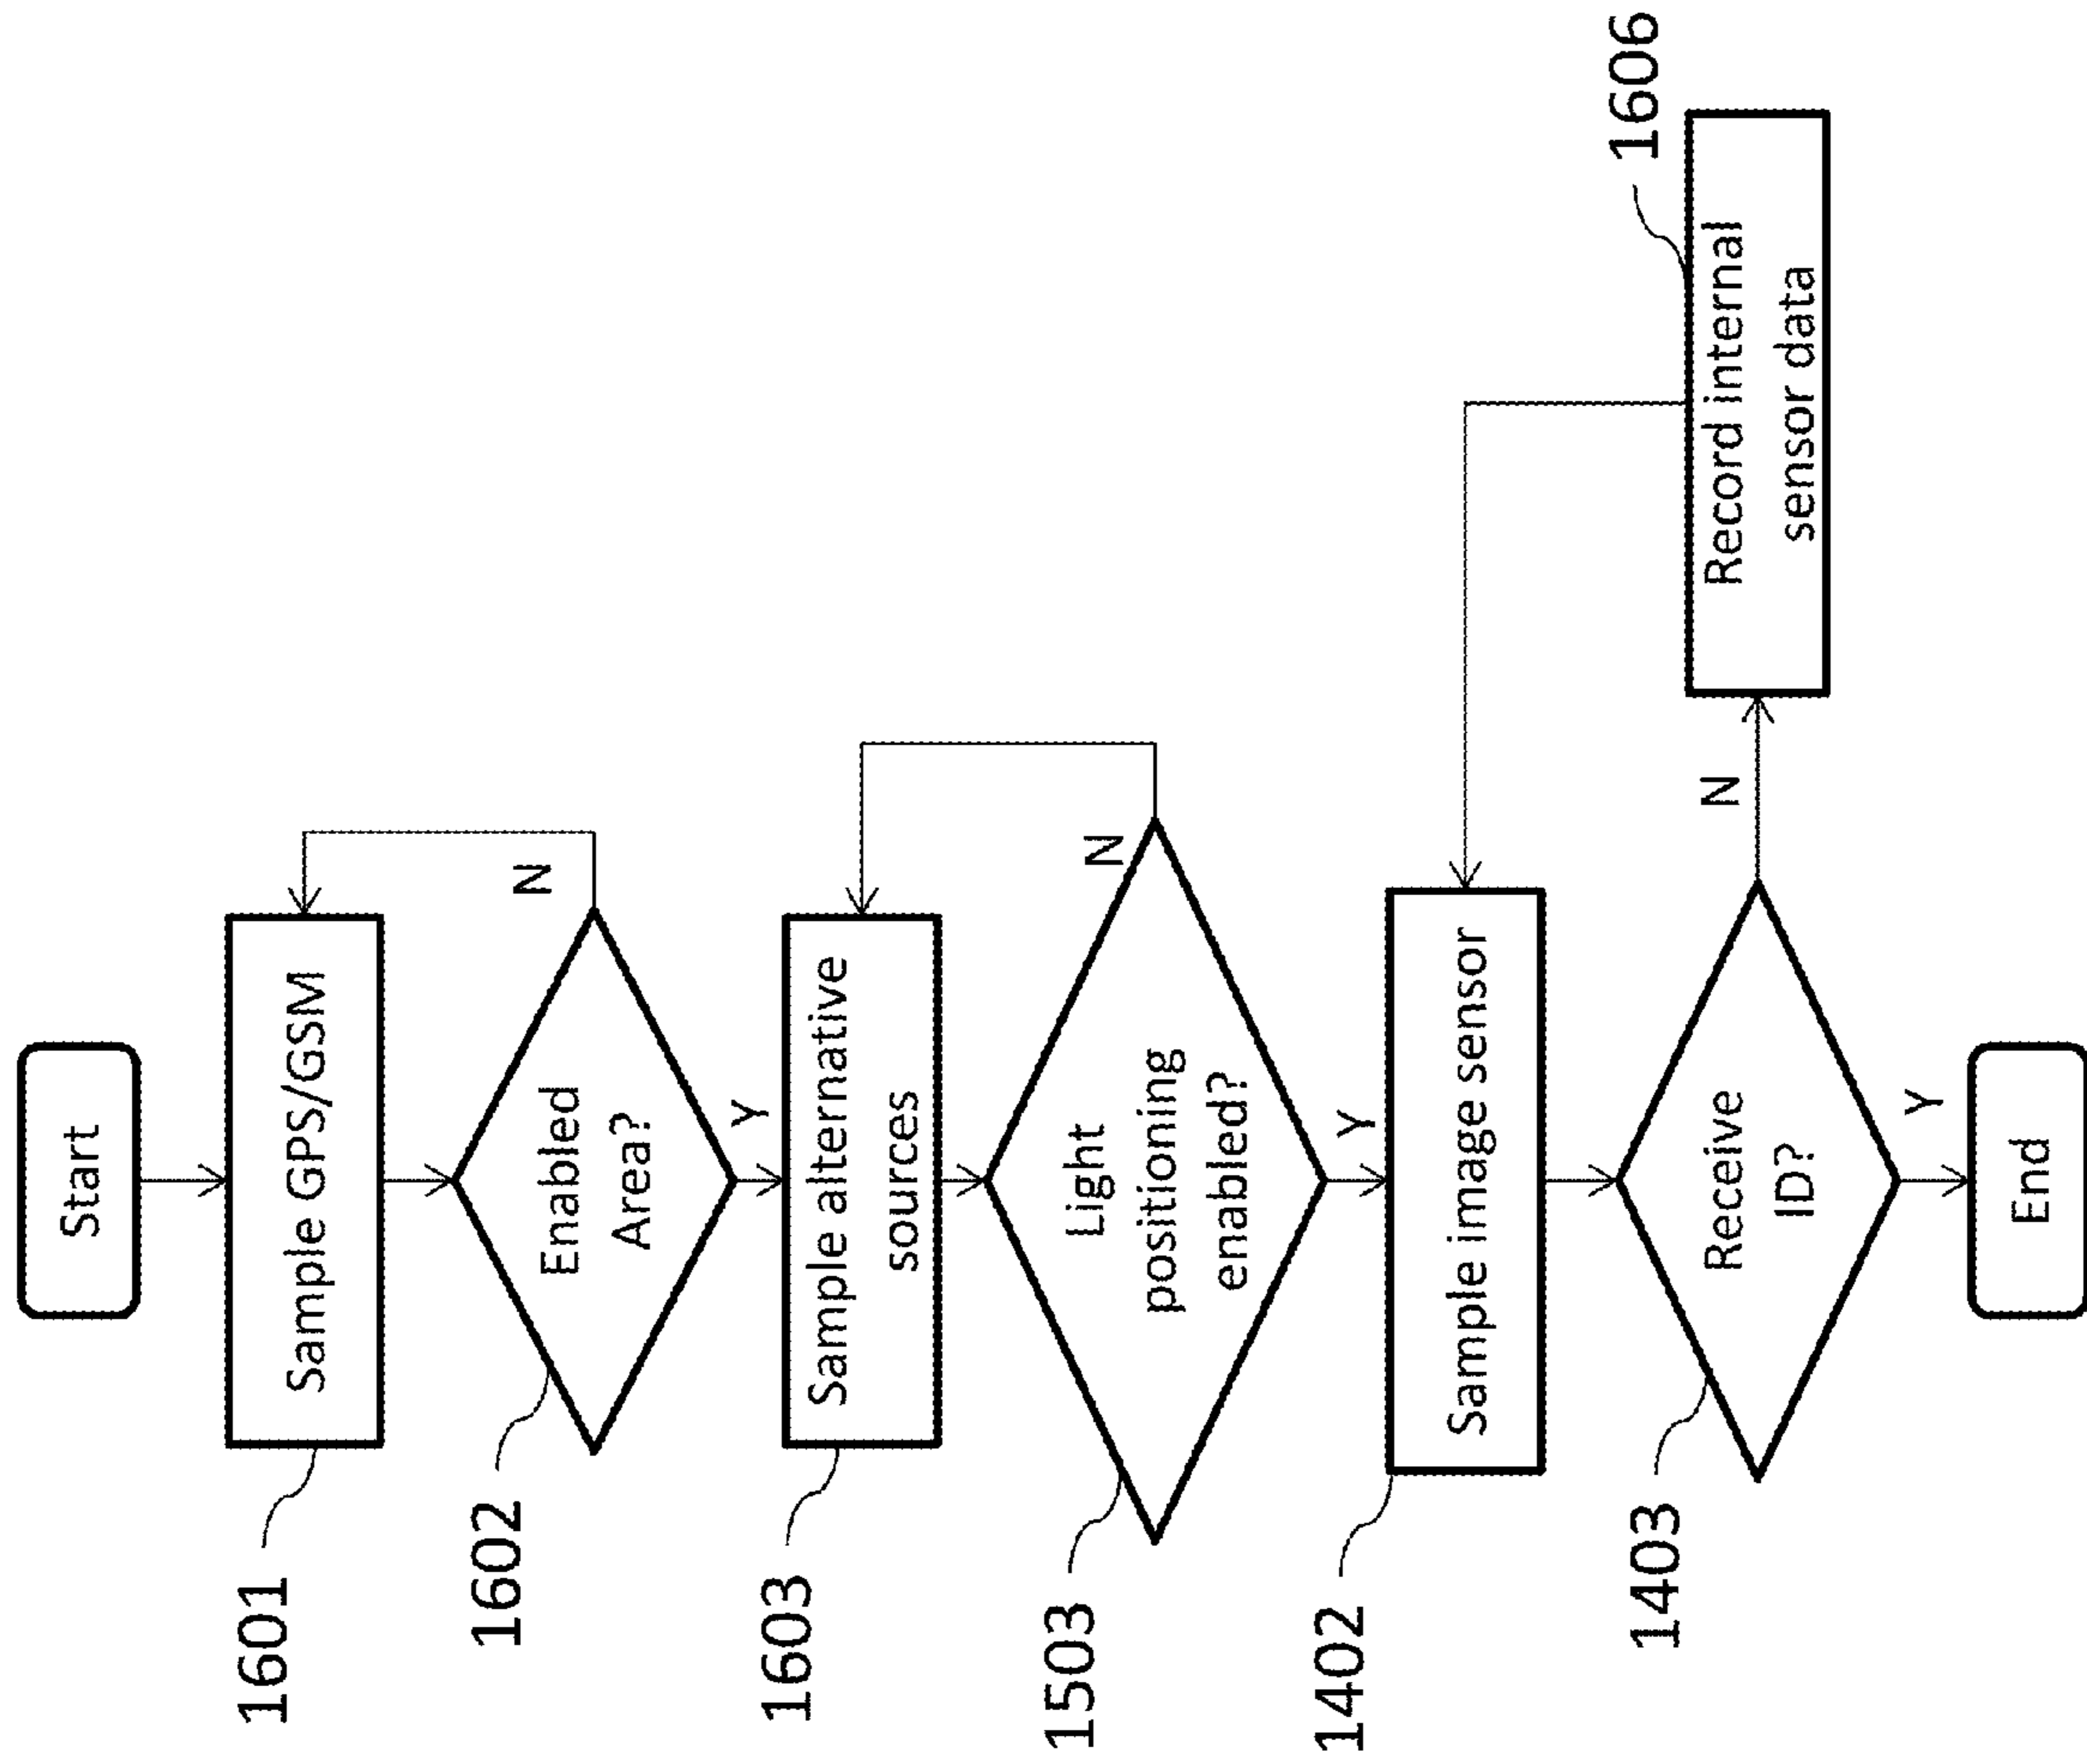 Start
1601
Sample GPS/GSM
1602
Enabled
Area?
N
Y
1603
Sample alternative
sources
1503
Light
positioning
enabled?
N
Y
1402
Sample image sensor
1403
Receive
ID?
N
1606
Record internal
sensor data
Y
End